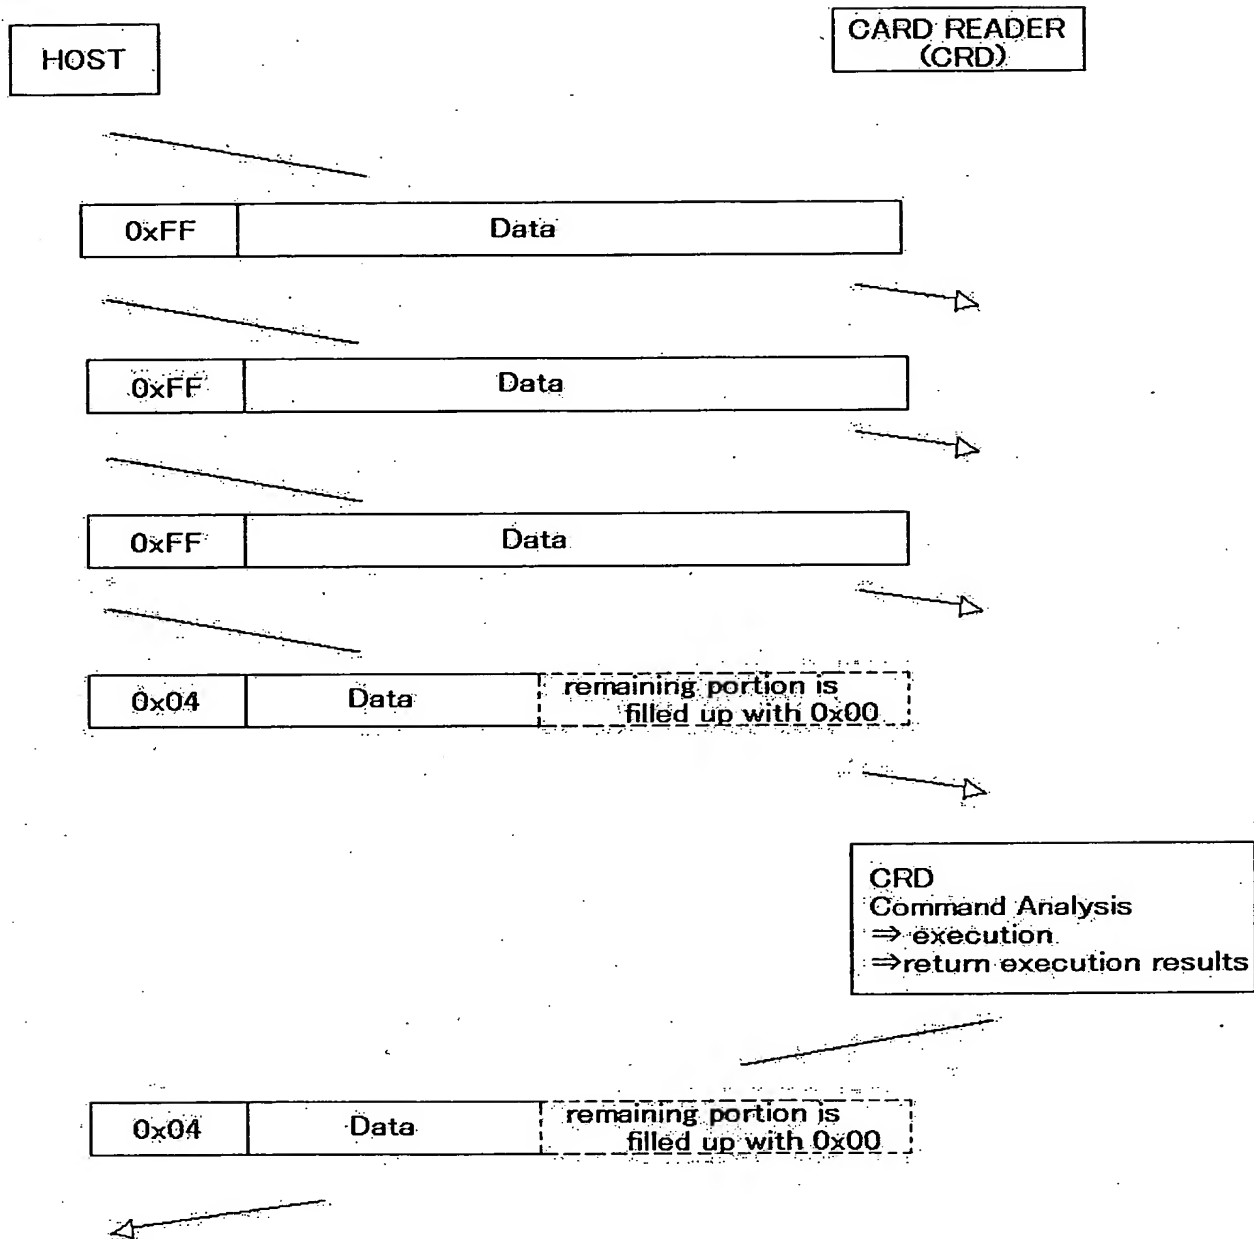 HOST
CARD READER
(CRD)
0xFF Data
0xFF Data
0xFF Data
0x04 Data remaining portion is
filled up with 0x00
CRD
Command Analysis
⇒ execution
⇒return execution results
0x04 Data remaining portion is
filled up with 0x00